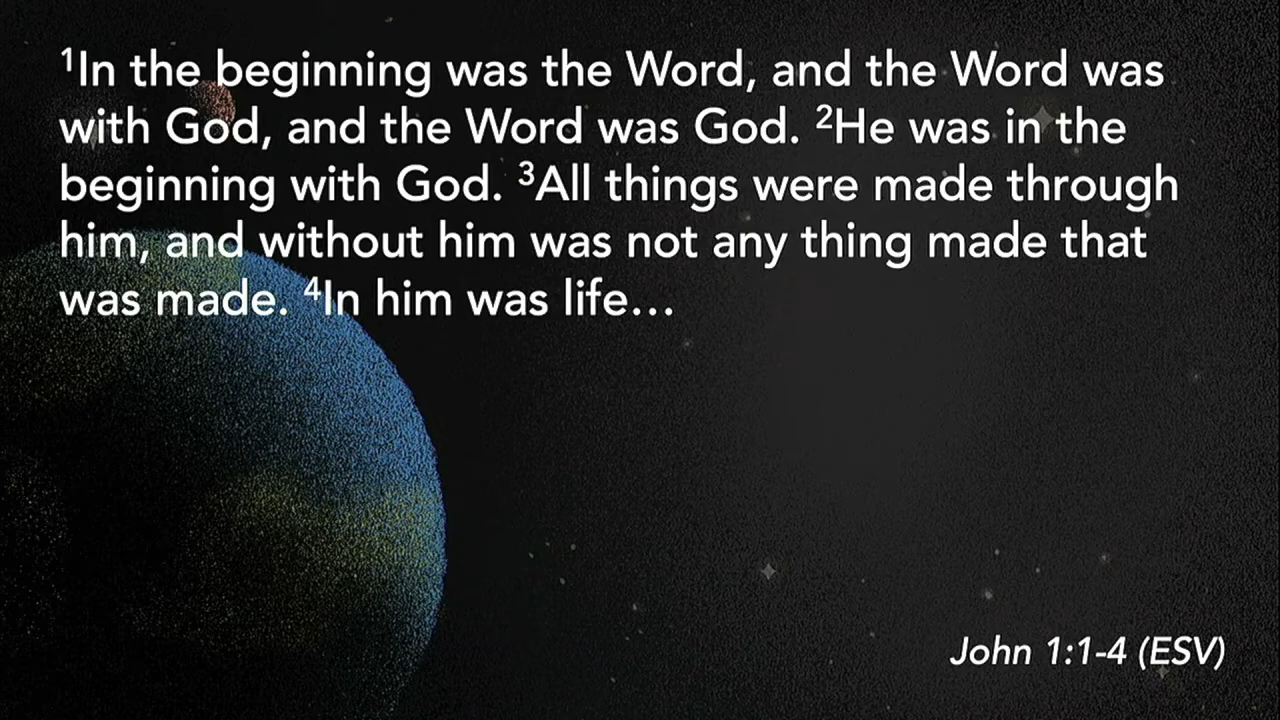 ¹In the beginning was the Word, and the Word was
with God, and the Word was God. ²He was in the
beginning with God. ³All things were made through
him, and without him was not any thing made that
was made. ⁴In him was life…
John 1:1-4 (ESV)